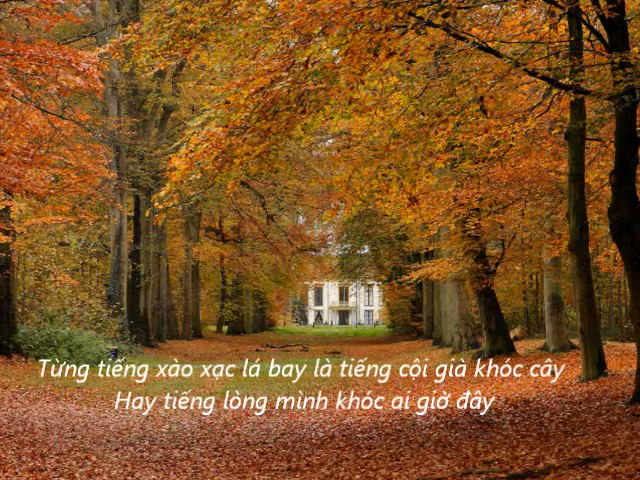 Từng tiếng xào xạc lá bay là tiếng cội già khóc cây
Hay tiếng lòng mình khóc ai giờ đây